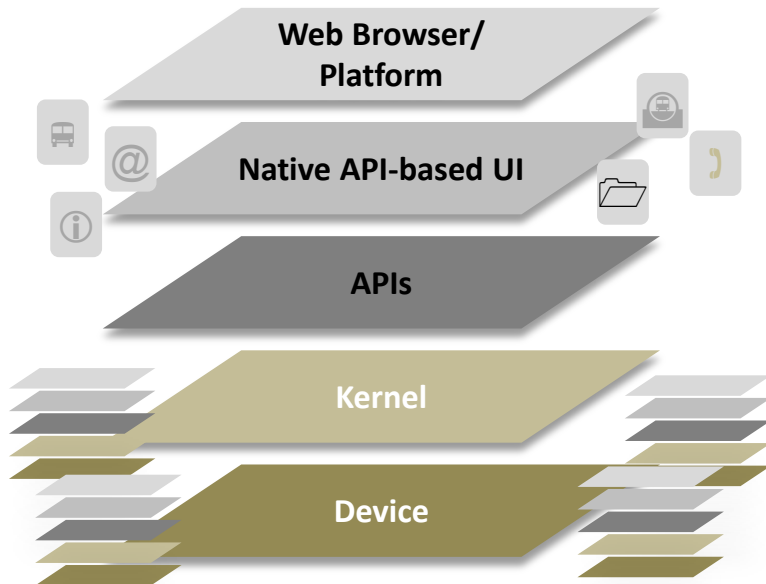 Web Browser/
Platform
@
Native API-based UI
i
APIs
Kernel
Device